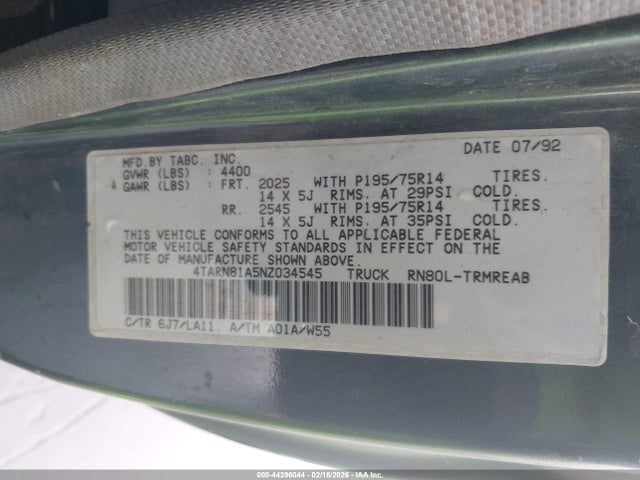 DATE 07/92
MFD BY TABC. INC.
GVWR (LBS) : 4400
GAWR (LBS) : FRT. 2025 WITH P195/75R14 TIRES.
14 X 5J RIMS. AT 29PSI COLD.
RR. 2545 WITH P195/75R14 TIRES.
14 X 5J RIMS. AT 35PSI COLD.
THIS VEHICLE CONFORMS TO ALL APPLICABLE FEDERAL
MOTOR VEHICLE SAFETY STANDARDS IN EFFECT ON THE
DATE OF MANUFACTURE SHOWN ABOVE.
4TARN81A5NZ034545 TRUCK RN80L-TRMREAB
C/TR 6J7/LA11. A/TM A01A/W55
000-44396044 - 02/18/2026 - IAA Inc.